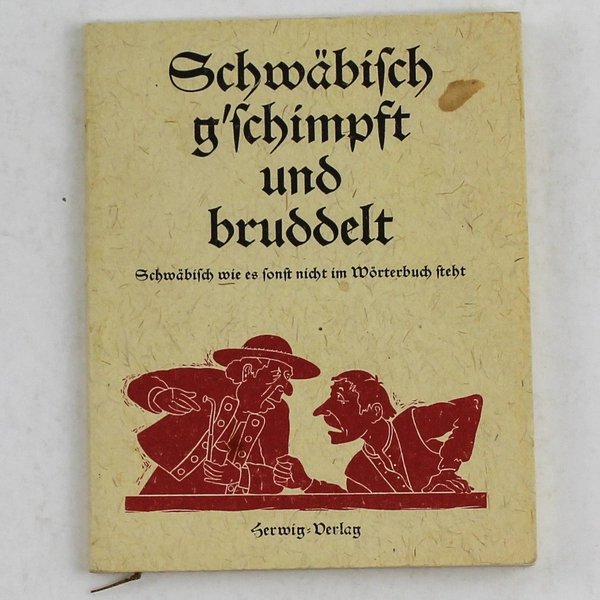 Schwäbiſch
g'ſchimpft
und
bruddelt
Schwäbiſch wie es ſonſt nicht im Wörterbuch ſteht
Herwig=Verlag